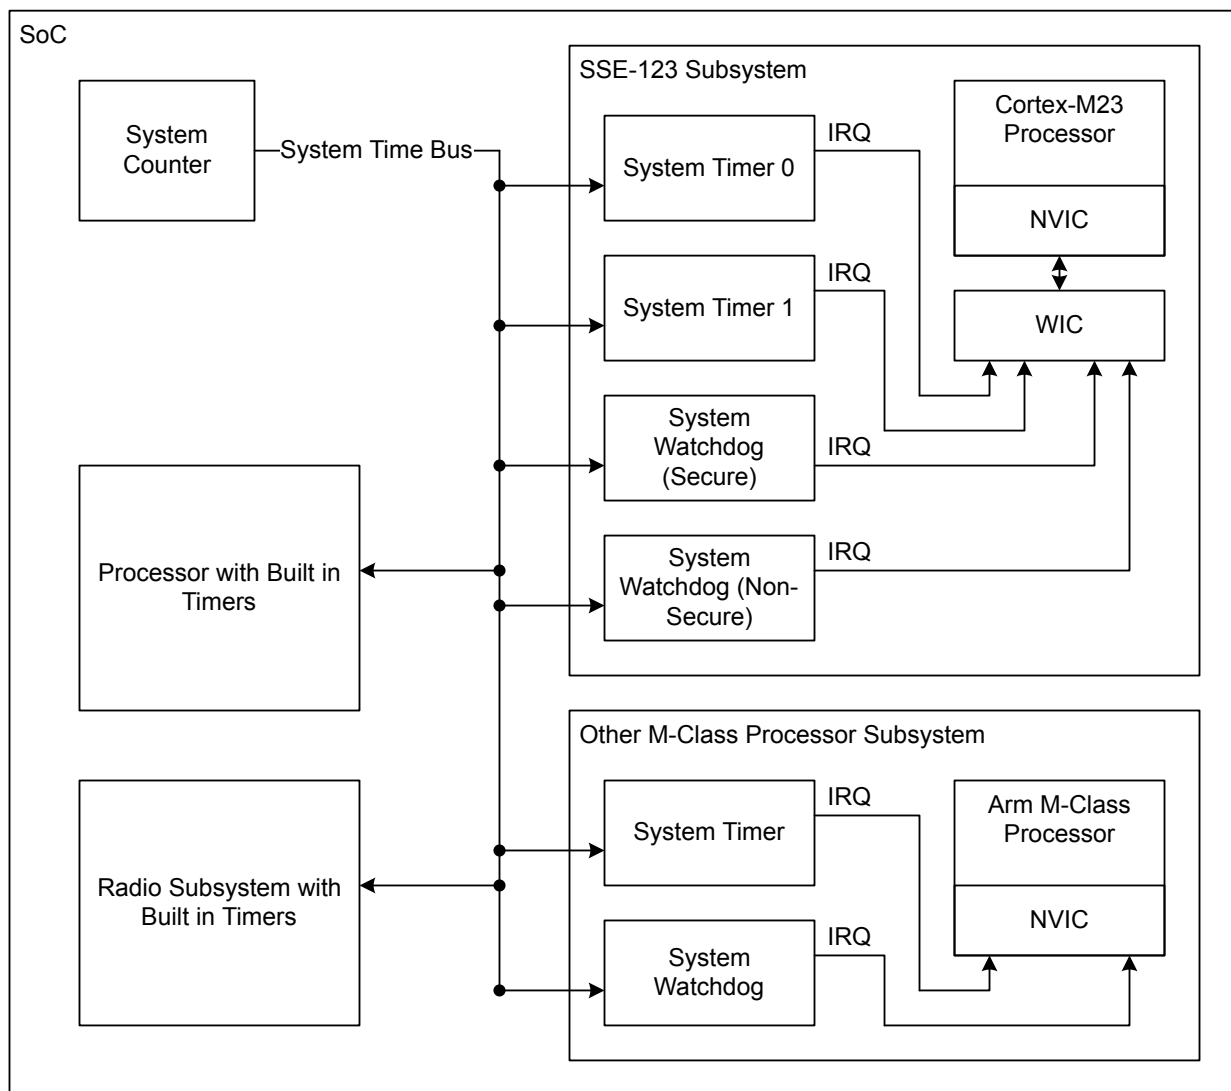 SoC
System
Counter
System Time Bus
SSE-123 Subsystem
System Timer 0
IRQ
Cortex-M23
Processor
NVIC
System Timer 1
IRQ
WIC
System
Watchdog
(Secure)
IRQ
System
Watchdog (Non-
Secure)
IRQ
Processor with Built in
Timers
Other M-Class Processor Subsystem
System Timer
IRQ
Arm M-Class
Processor
NVIC
System
Watchdog
IRQ
Radio Subsystem with
Built in Timers